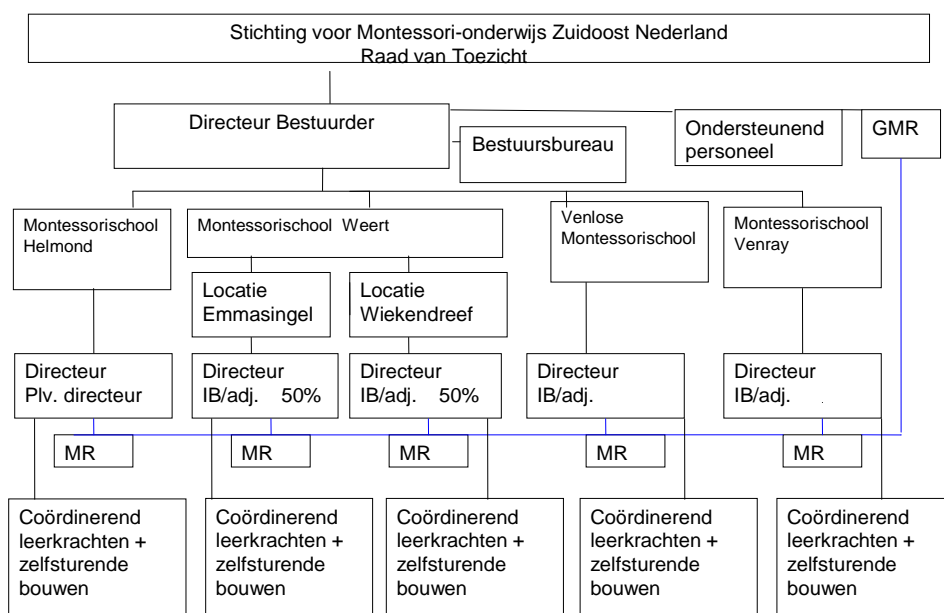 Stichting voor Montessori-onderwijs Zuidoost Nederland
Raad van Toezicht
Directeur Bestuurder
Bestuursbureau
Ondersteunend
personeel
GMR
Montessorischool
Helmond
Montessorischool Weert
Venlose
Montessorischool
Montessorischool
Venray
Locatie
Emmasingel
Locatie
Wiekendreef
Directeur
Plv. directeur
Directeur
IB/adj. 50%
Directeur
IB/adj. 50%
Directeur
IB/adj.
Directeur
IB/adj.
MR
MR
MR
MR
MR
Coördinerend
leerkrachten +
zelfsturende
bouwen
Coördinerend
leerkrachten +
zelfsturende
bouwen
Coördinerend
leerkrachten +
zelfsturende
bouwen
Coördinerend
leerkrachten +
zelfsturende
bouwen
Coördinerend
leerkrachten +
zelfsturende
bouwen